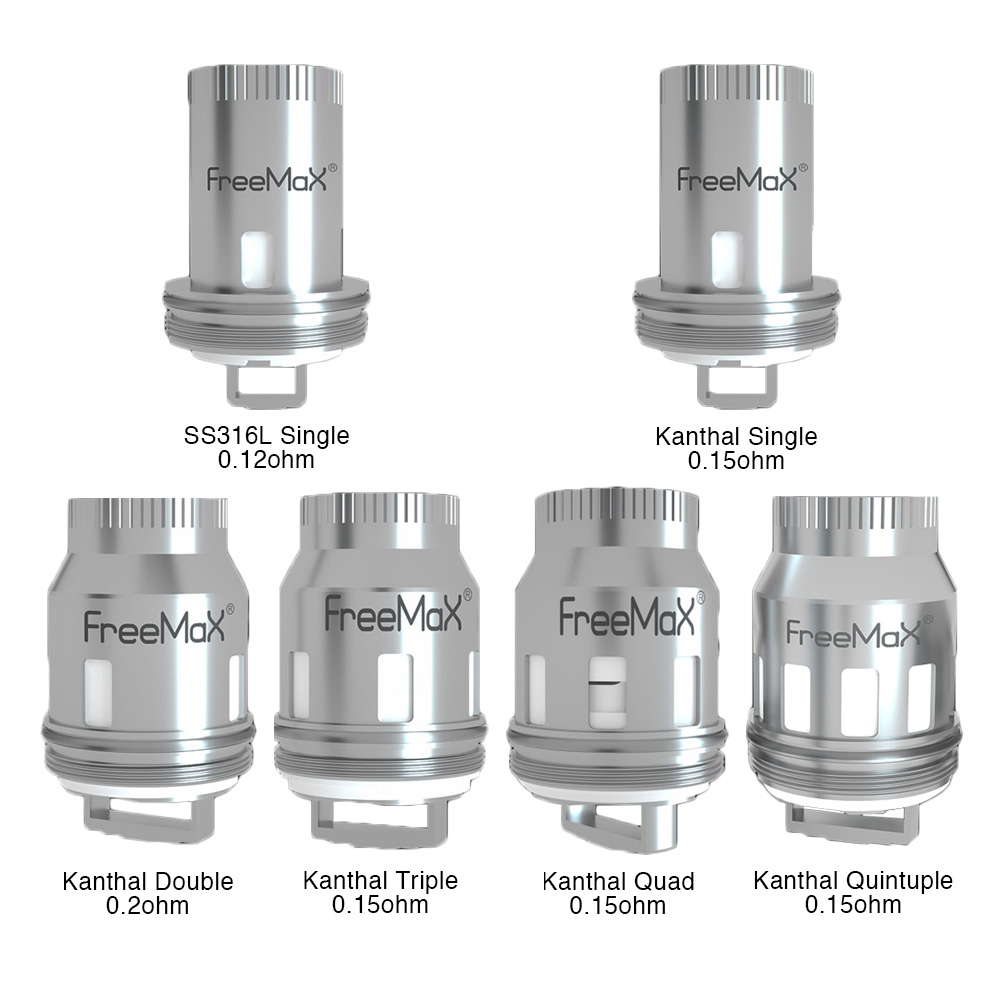 FreeMaX®
FreeMaX®
SS316L Single
0.12ohm
Kanthal Single
0.15ohm
FreeMaX®
FreeMaX®
FreeMaX®
FreeMaX®
Kanthal Double
0.2ohm
Kanthal Triple
0.15ohm
Kanthal Quad
0.15ohm
Kanthal Quintuple
0.15ohm